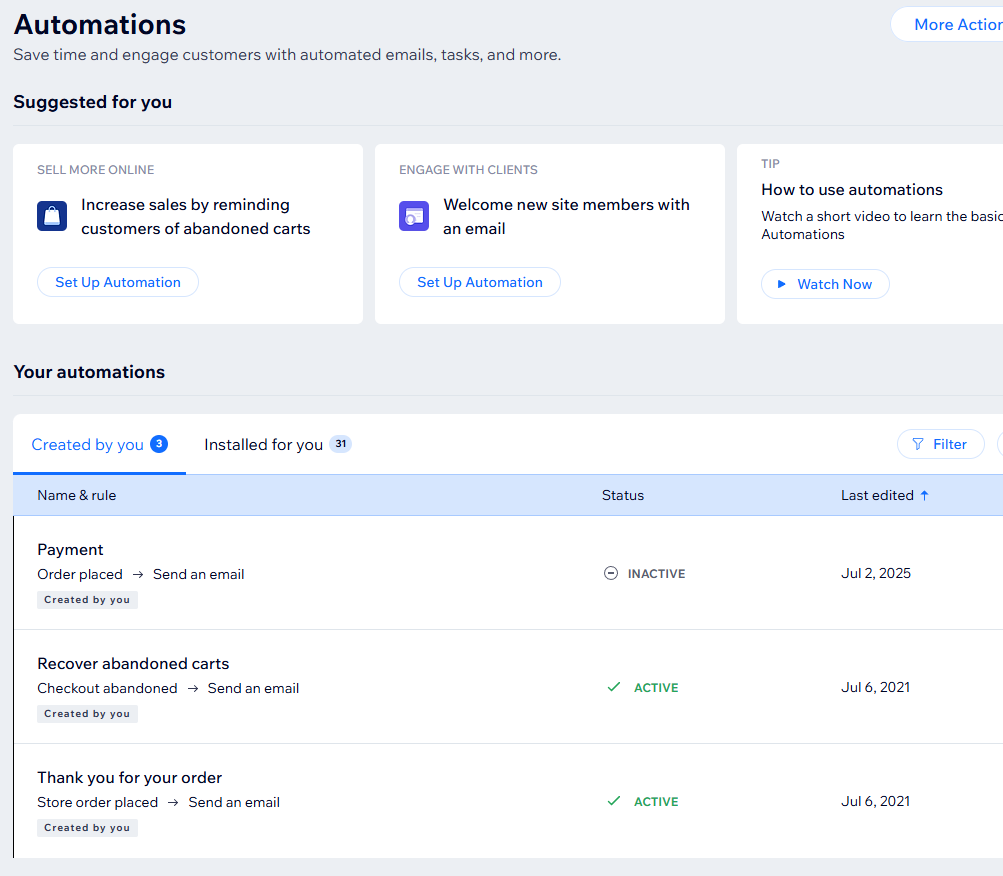 Automations
More Action
Save time and engage customers with automated emails, tasks, and more.
Suggested for you
SELL MORE ONLINE
Increase sales by reminding
customers of abandoned carts
Set Up Automation
ENGAGE WITH CLIENTS
Welcome new site members with
an email
Set Up Automation
TIP
How to use automations
Watch a short video to learn the basic
Automations
Watch Now
Your automations
Created by you 3
Installed for you 31
Filter
Name & rule
Status
Last edited ↑
Payment
Order placed → Send an email
Created by you
INACTIVE
Jul 2, 2025
Recover abandoned carts
Checkout abandoned → Send an email
Created by you
ACTIVE
Jul 6, 2021
Thank you for your order
Store order placed → Send an email
Created by you
ACTIVE
Jul 6, 2021